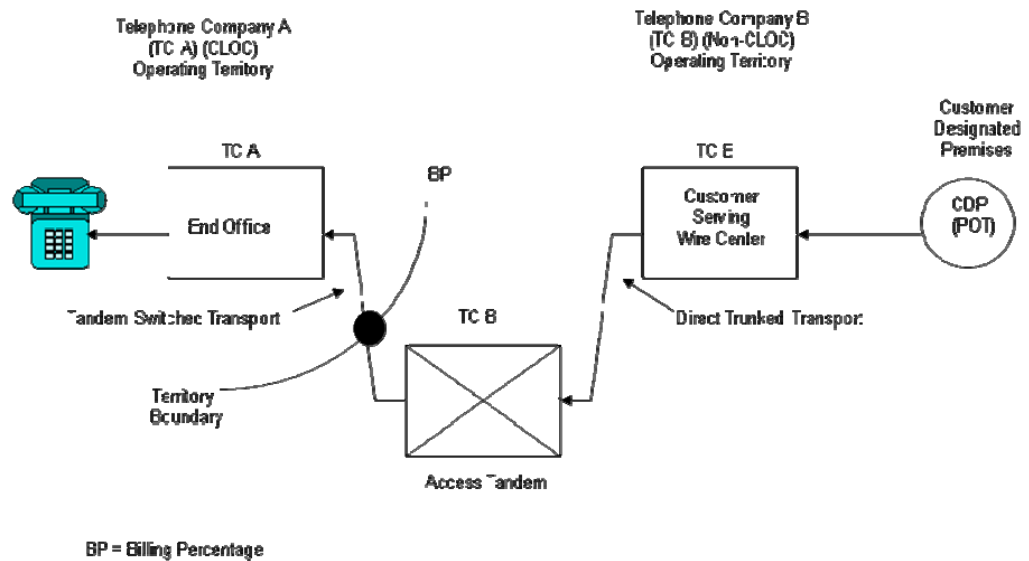 Telephone Company A
(TC A) (CLOC)
Operating Territory
Telephone Company B
(TC B) (Non-CLOC)
Operating Territory
Customer
Designated
Premises
TC A
BP
TC E
End Office
Customer
Serving
Wire Center
CDP
(POT)
Tandem Switched Transport
TC B
Direct Trunked Transport
Territory
Boundary
Access Tandem
BP = Billing Percentage